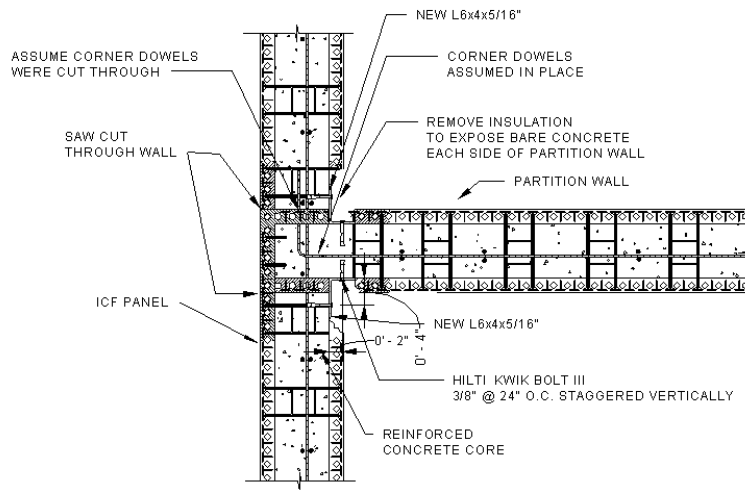 NEW L6x4x5/16"
ASSUME CORNER DOWELS
WERE CUT THROUGH
CORNER DOWELS
ASSUMED IN PLACE
SAW CUT
THROUGH WALL
REMOVE INSULATION
TO EXPOSE BARE CONCRETE
EACH SIDE OF PARTITION WALL
PARTITION WALL
ICF PANEL
NEW L6x4x5/16"
0' - 2"
0' - 4"
HILTI KWIK BOLT III
3/8" @ 24" O.C. STAGGERED VERTICALLY
REINFORCED
CONCRETE CORE